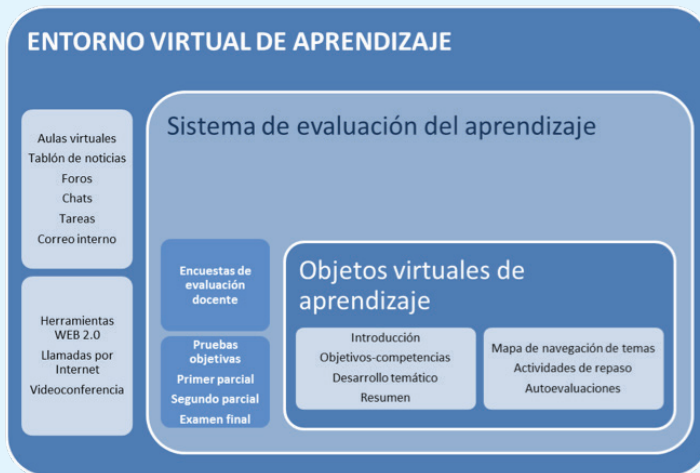 ENTORNO VIRTUAL DE APRENDIZAJE
Aulas virtuales
Tablón de noticias
Foros
Chats
Tareas
Correo interno
Herramientas
WEB 2.0
Llamadas por
Internet
Videoconferencia
Sistema de evaluación del aprendizaje
Encuestas de
evaluación
docente
Pruebas
objetivas
Primer parcial
Segundo parcial
Examen final
Objetos virtuales de
aprendizaje
Introducción
Objetivos-competencias
Desarrollo temático
Resumen
Mapa de navegación de temas
Actividades de repaso
Autoevaluaciones